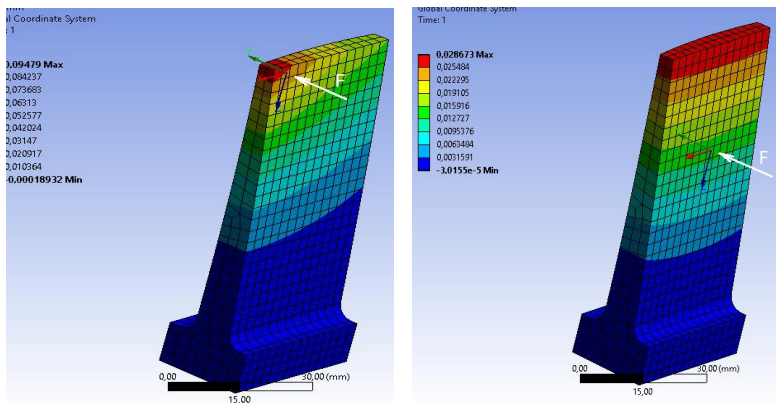 al Coordinate System
: 1
0,09479 Max
0,084237
0,073683
0,06313
0,052577
0,042024
0,03147
0,020917
0,010364
-0,00018932 Min
F
0,00
30,00 (mm)
15,00
Global Coordinate System
Time: 1
0,028673 Max
0,025484
0,022295
0,019105
0,015916
0,012727
0,0095376
0,0063484
0,0031591
-3,0155e-5 Min
F
0,00
30,00 (mm)
15,00